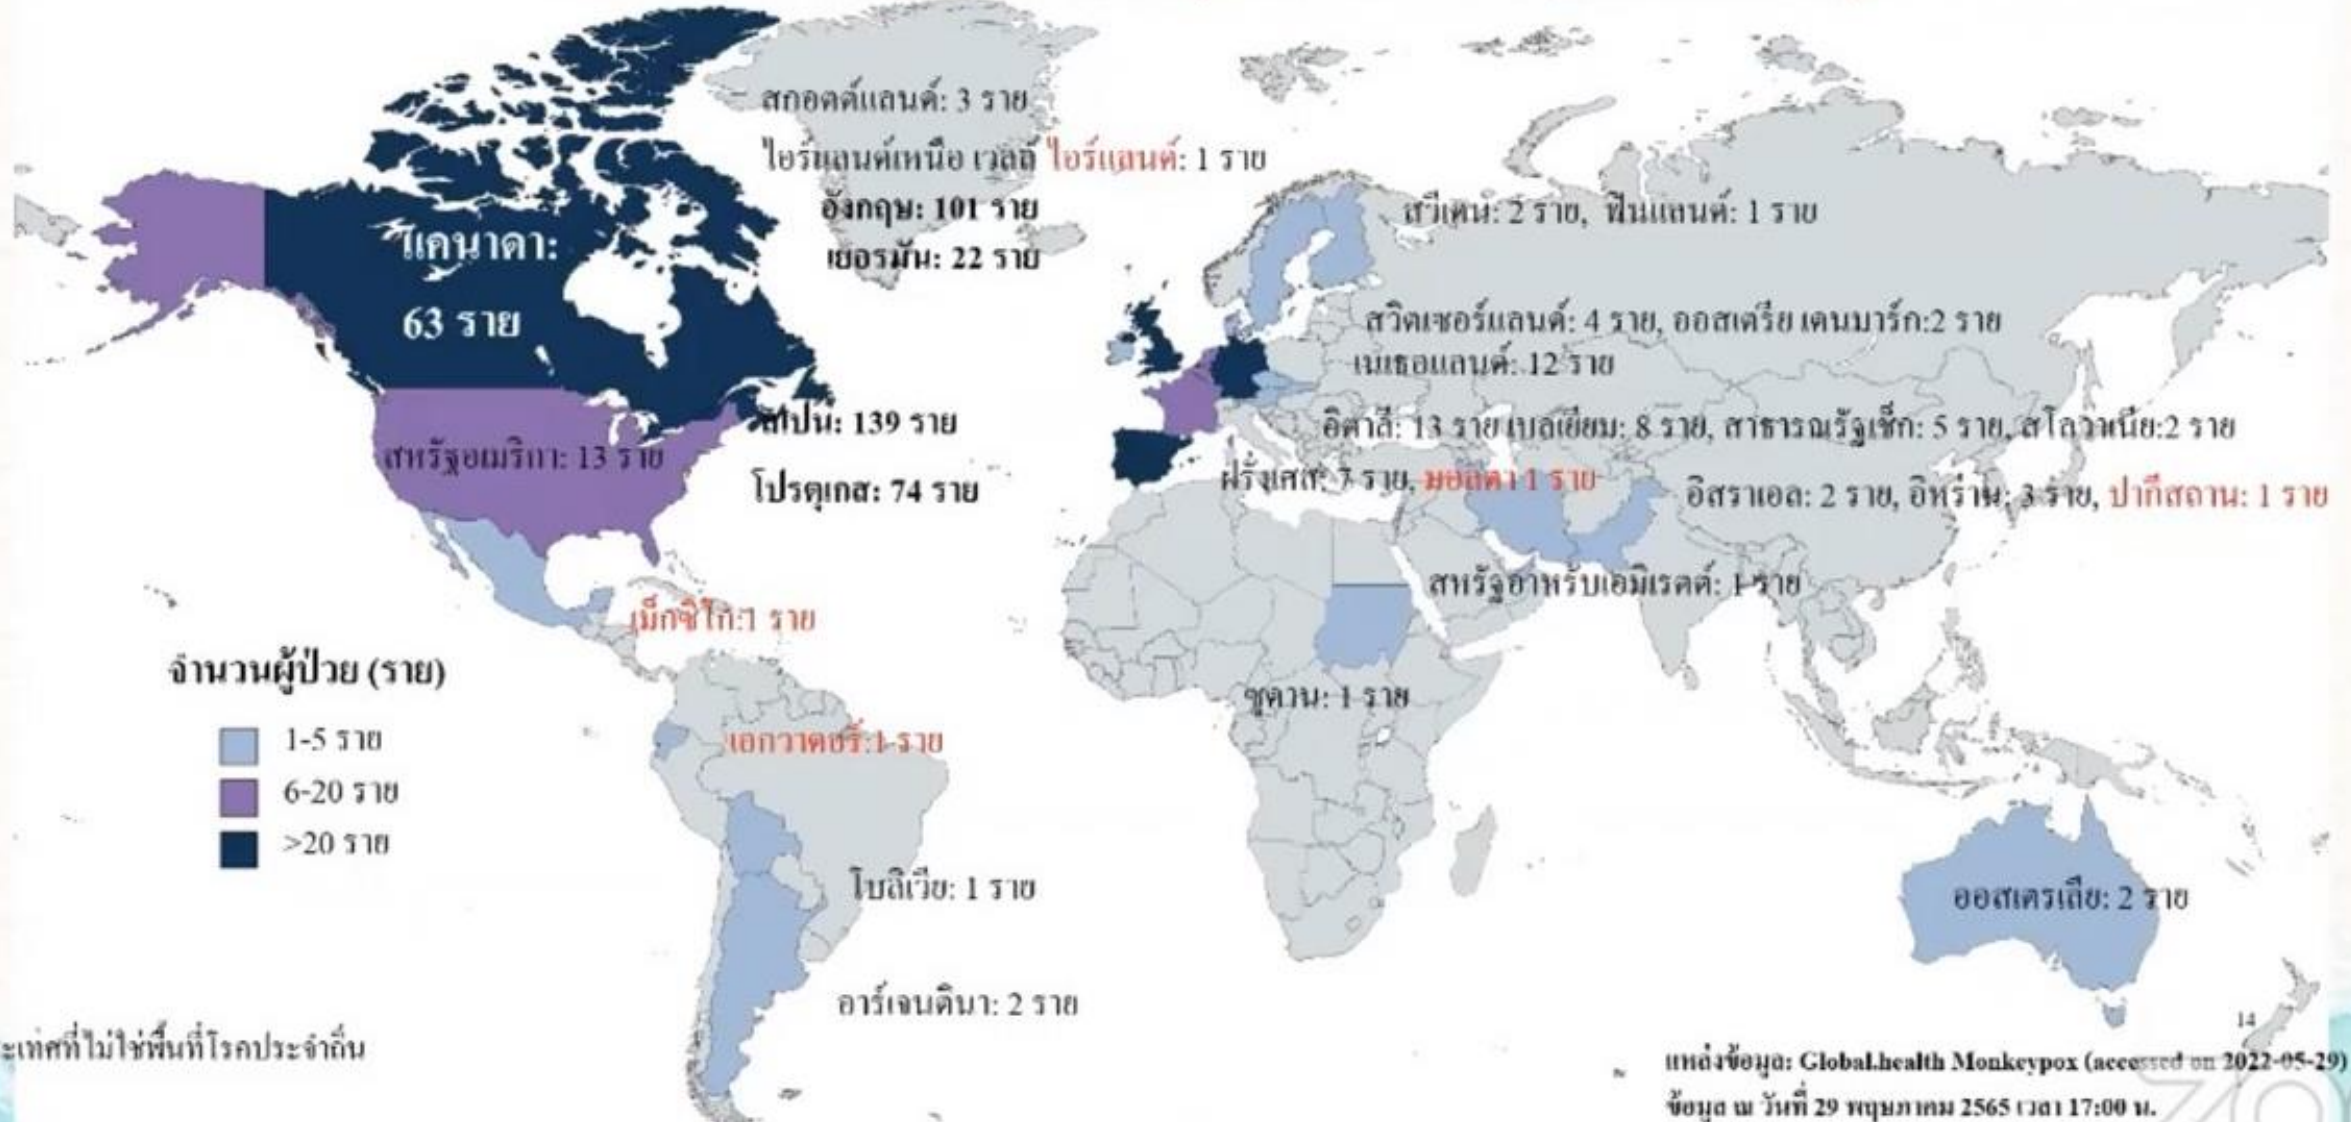 สกอตต์แลนด์: 3 ราย
ไอร์แลนด์เหนือ เวลส์ ไอร์แลนด์: 1 ราย
อังกฤษ: 101 ราย
เยอรมัน: 22 ราย
สวีเดน: 2 ราย, ฟินแลนด์: 1 ราย
แคนาดา:
63 ราย
สวิตเซอร์แลนด์: 4 ราย, ออสเตรีย เดนมาร์ก:2 ราย
เนเธอแลนด์: 12 ราย
สเปน: 139 ราย
อิตาลี: 13 ราย เบลเยียม: 8 ราย, สาธารณรัฐเช็ก: 5 ราย, สโลวาเนีย:2 ราย
สหรัฐอเมริกา: 13 ราย
ฝรั่งเศส: 7 ราย, มอลตา 1 ราย
โปรตุเกส: 74 ราย
อิสราเอล: 2 ราย, อิหร่าน: 3 ราย, ปากีสถาน: 1 ราย
สหรัฐอาหรับเอมิเรตต์: 1 ราย
เม็กซิโก:1 ราย
จำนวนผู้ป่วย (ราย)
1-5 ราย
6-20 ราย
>20 ราย
ซูดาน: 1 ราย
เอกวาดอร์:1 ราย
โบลิเวีย: 1 ราย
ออสเตรเลีย: 2 ราย
อาร์เจนตินา: 2 ราย
14
ะเทศที่ไม่ใช่พื้นที่โรคประจำถิ่น
แหล่งข้อมูล: Global.health Monkeypox (accessed on 2022-05-29)
ข้อมูล ณ วันที่ 29 พฤษภาคม 2565 เวลา 17:00 น.